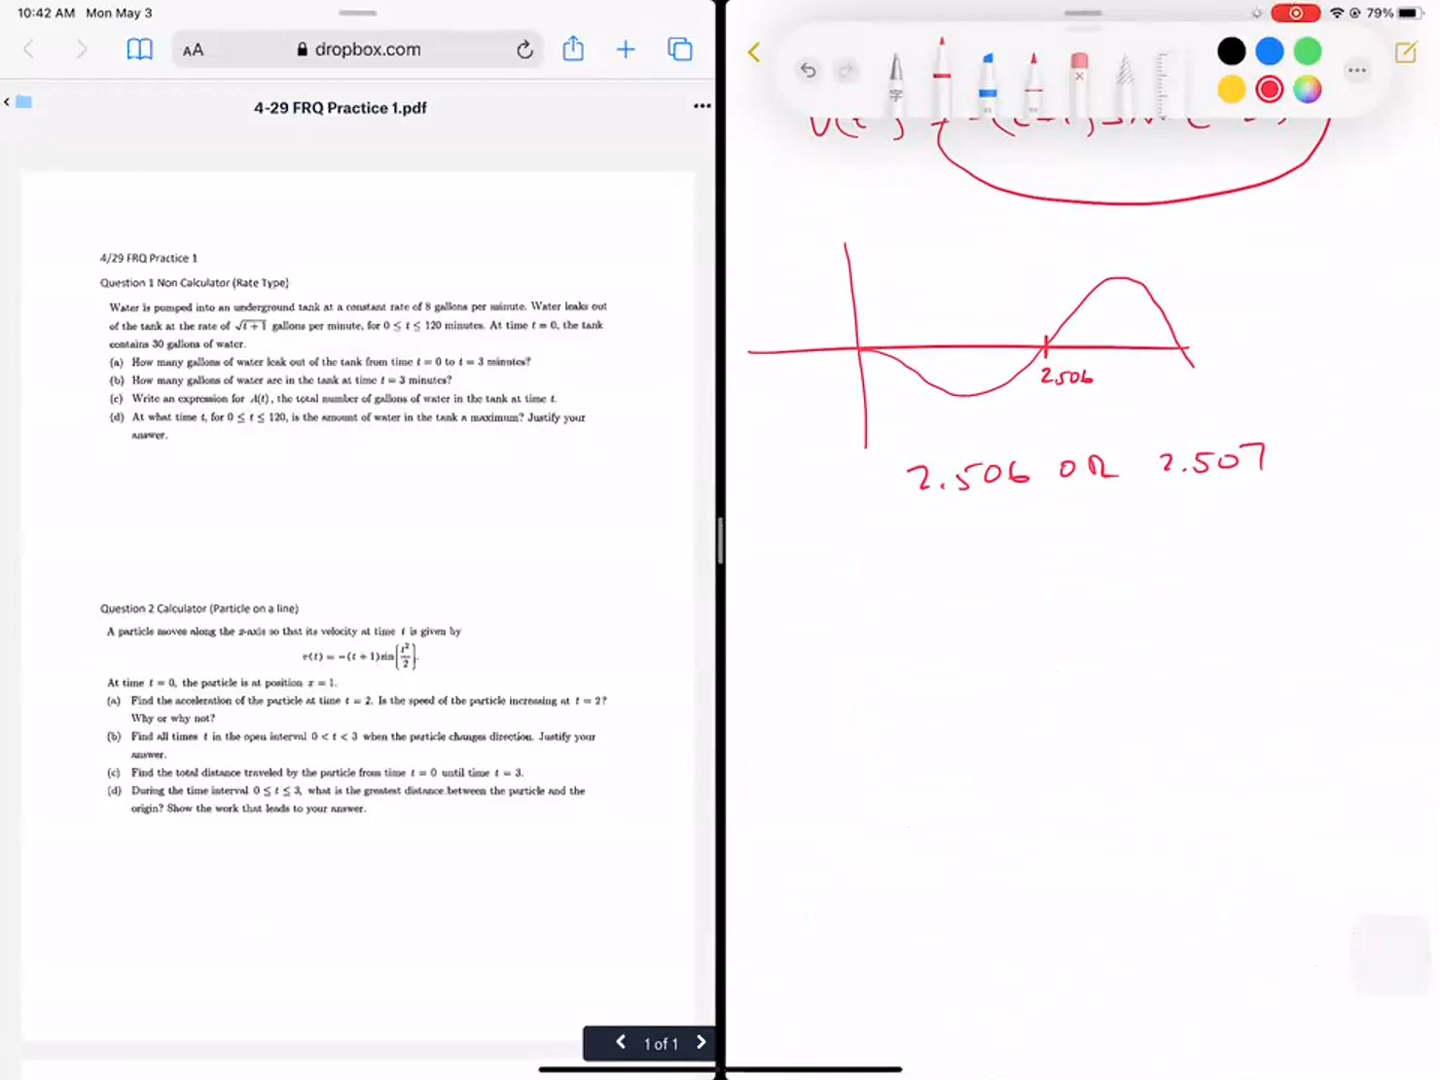 10:42 AM Mon May 3
79%
AA
dropbox.com
4-29 FRQ Practice 1.pdf
4/29 FRQ Practice 1
Question 1 Non Calculator (Rate Type)
Water is pumped into an underground tank at a constant rate of 8 gallons per minute. Water leaks out
of the tank at the rate of √t+1 gallons per minute, for 0 ≤ t ≤ 120 minutes. At time t = 0, the tank
contains 30 gallons of water.
(a) How many gallons of water leak out of the tank from time t = 0 to t = 3 minutes?
(b) How many gallons of water are in the tank at time t = 3 minutes?
(c) Write an expression for A(t), the total number of gallons of water in the tank at time t.
(d) At what time t, for 0 ≤ t ≤ 120, is the amount of water in the tank a maximum? Justify your
answer.
Question 2 Calculator (Particle on a line)
A particle moves along the x-axis so that its velocity at time t is given by
v(t) = -(t + 1)sin(t²/2).
At time t = 0, the particle is at position x = 1.
(a) Find the acceleration of the particle at time t = 2. Is the speed of the particle increasing at t = 2?
Why or why not?
(b) Find all times t in the open interval 0 < t < 3 when the particle changes direction. Justify your
answer.
(c) Find the total distance traveled by the particle from time t = 0 until time t = 3.
(d) During the time interval 0 ≤ t ≤ 3, what is the greatest distance between the particle and the
origin? Show the work that leads to your answer.
1 of 1
2.506
2.506 OR 2.507